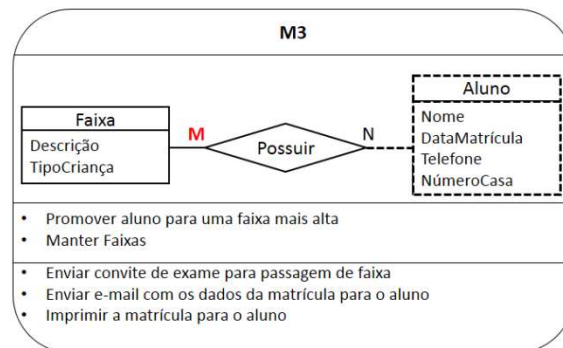 M3
Faixa
Descrição
TipoCriança
M
Possuir
N
Aluno
Nome
DataMatrícula
Telefone
NúmeroCasa
• Promover aluno para uma faixa mais alta
• Manter Faixas
• Enviar convite de exame para passagem de faixa
• Enviar e-mail com os dados da matrícula para o aluno
• Imprimir a matrícula para o aluno